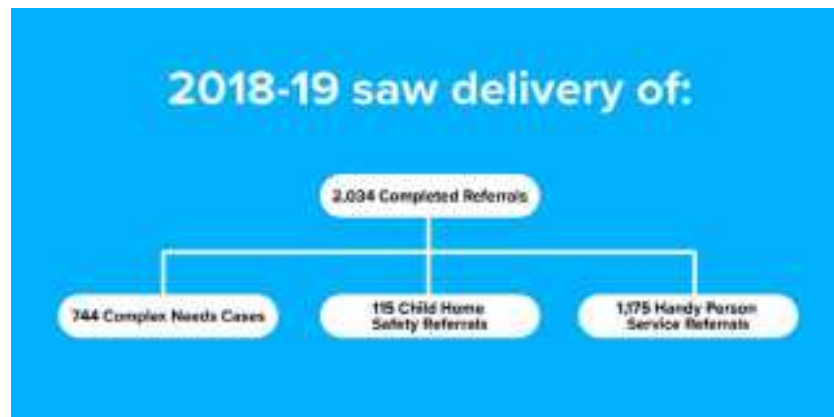 2018-19 saw delivery of:
2,034 Completed Referrals
744 Complex Needs Cases
115 Child Home
Safety Referrals
1,175 Handy Person
Service Referrals